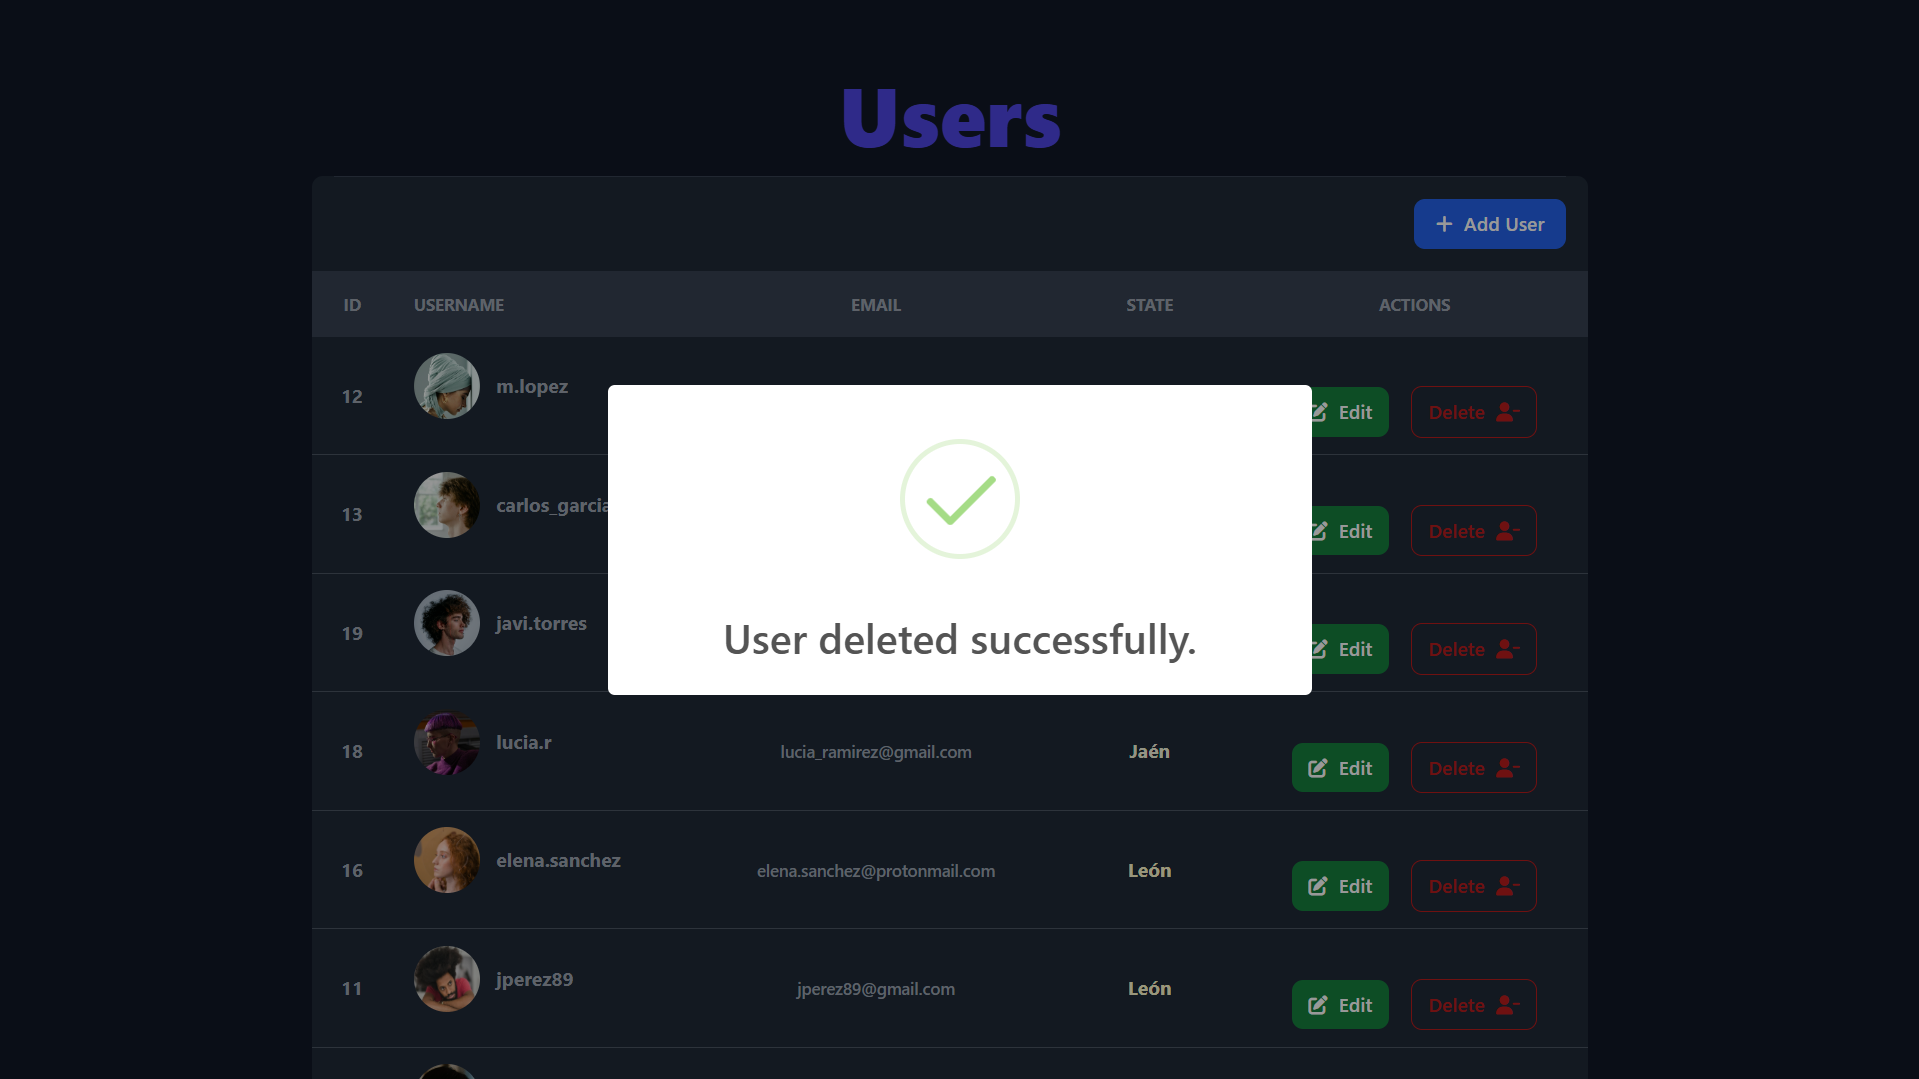 Users
Add User
ID USERNAME EMAIL STATE ACTIONS
12 m.lopez Edit Delete
13 carlos_garcia Edit Delete
19 javi.torres Edit Delete
User deleted successfully.
18 lucia.r lucia_ramirez@gmail.com Jaén Edit Delete
16 elena.sanchez elena.sanchez@protonmail.com León Edit Delete
11 jperez89 jperez89@gmail.com León Edit Delete